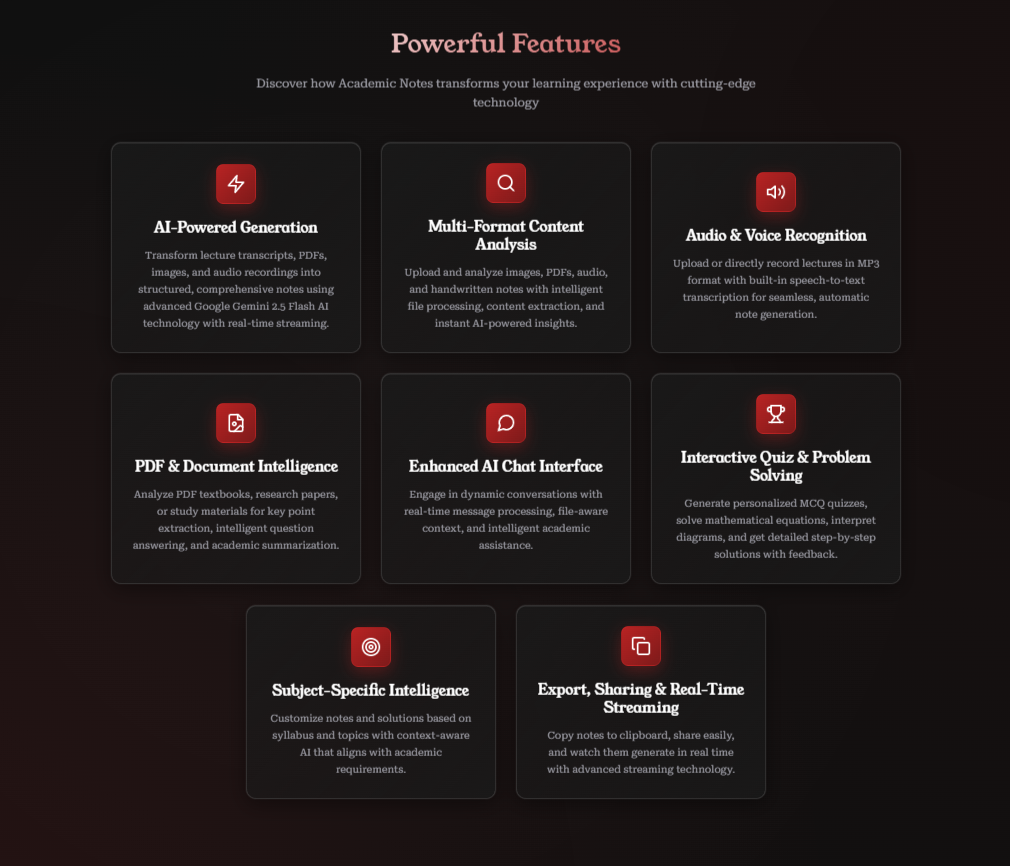 Powerful Features
Discover how Academic Notes transforms your learning experience with cutting-edge
technology
AI-Powered Generation
Transform lecture transcripts, PDFs,
images, and audio recordings into
structured, comprehensive notes using
advanced Google Gemini 2.5 Flash AI
technology with real-time streaming.
Multi-Format Content
Analysis
Upload and analyze images, PDFs, audio,
and handwritten notes with intelligent
file processing, content extraction, and
instant AI-powered insights.
Audio & Voice Recognition
Upload or directly record lectures in MP3
format with built-in speech-to-text
transcription for seamless, automatic
note generation.
PDF & Document Intelligence
Analyze PDF textbooks, research papers,
or study materials for key point
extraction, intelligent question
answering, and academic summarization.
Enhanced AI Chat Interface
Engage in dynamic conversations with
real-time message processing, file-aware
context, and intelligent academic
assistance.
Interactive Quiz & Problem
Solving
Generate personalized MCQ quizzes,
solve mathematical equations, interpret
diagrams, and get detailed step-by-step
solutions with feedback.
Subject-Specific Intelligence
Customize notes and solutions based on
syllabus and topics with context-aware
AI that aligns with academic
requirements.
Export, Sharing & Real-Time
Streaming
Copy notes to clipboard, share easily,
and watch them generate in real time
with advanced streaming technology.